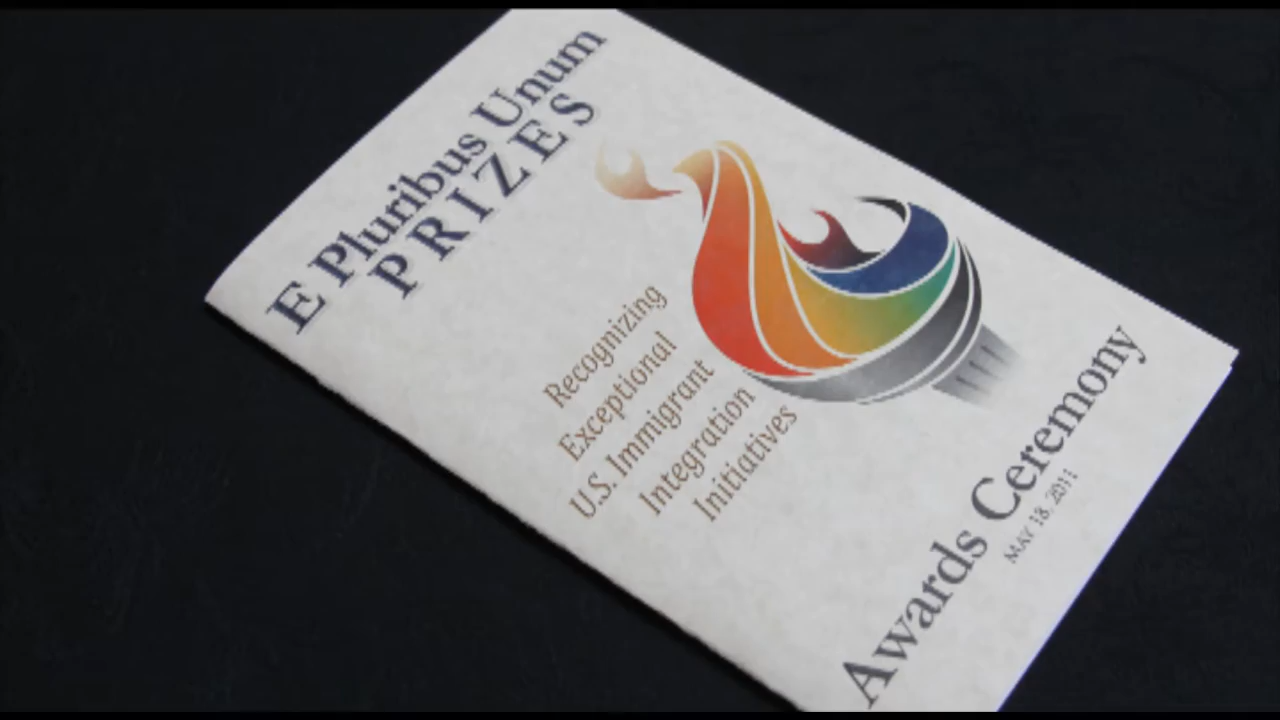 E Pluribus Unum
PRIZES
Recognizing
Exceptional
U.S. Immigrant
Integration
Initiatives
Awards Ceremony
MAY 18, 2011